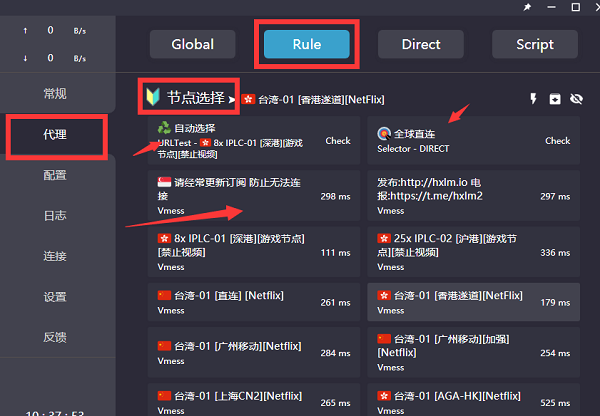 ↑ 0 B/s
↓ 0 B/s
Global
Rule
Direct
Script
常规
代理
配置
日志
连接
设置
反馈
节点选择
台湾-01 [香港遂道][NetFlix]
自动选择
URLTest - 8x IPLC-01 [深港][游戏
节点][禁止视频]
Check
全球直连
Selector - DIRECT
Check
请经常更新订阅 防止无法连
接
Vmess
298 ms
发布:http://hxlm.io 电
报:https://t.me/hxlm2
Vmess
297 ms
8x IPLC-01 [深港][游戏节点]
[禁止视频]
Vmess
111 ms
25x IPLC-02 [沪港][游戏节
点][禁止视频]
Vmess
336 ms
台湾-01 [直连] [Netflix]
Vmess
261 ms
台湾-01 [香港遂道][NetFlix]
Vmess
179 ms
台湾-01 [广州移动][Netflix]
Vmess
284 ms
台湾-01 [广州移动][加强]
[Netflix]
Vmess
254 ms
台湾-01 [上海CN2][Netflix]
Vmess
265 ms
台湾-01 [AGA-HK][Netflix]
Vmess
525 ms
10 : 37 : 53